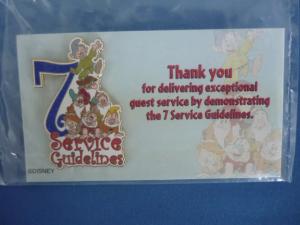 7
Service
Guidelines
©DISNEY
Thank you
for delivering exceptional
guest service by demonstrating
the 7 Service Guidelines.